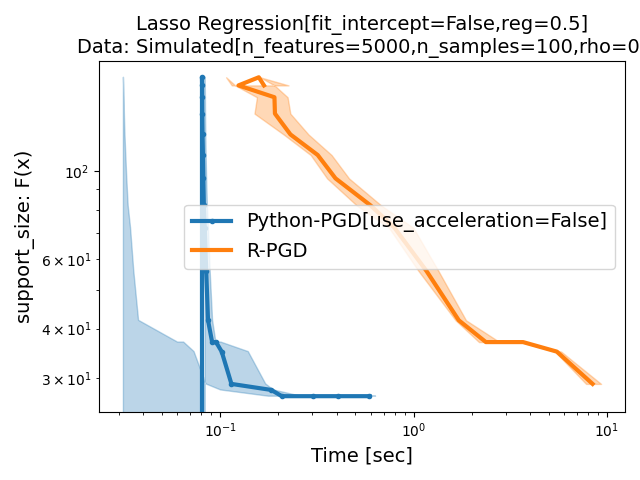 Lasso Regression[fit_intercept=False,reg=0.5]
Data: Simulated[n_features=5000,n_samples=100,rho=0
support_size: F(x)
10²
6 × 10¹
4 × 10¹
3 × 10¹
Python-PGD[use_acceleration=False]
R-PGD
10⁻¹
10⁰
10¹
Time [sec]